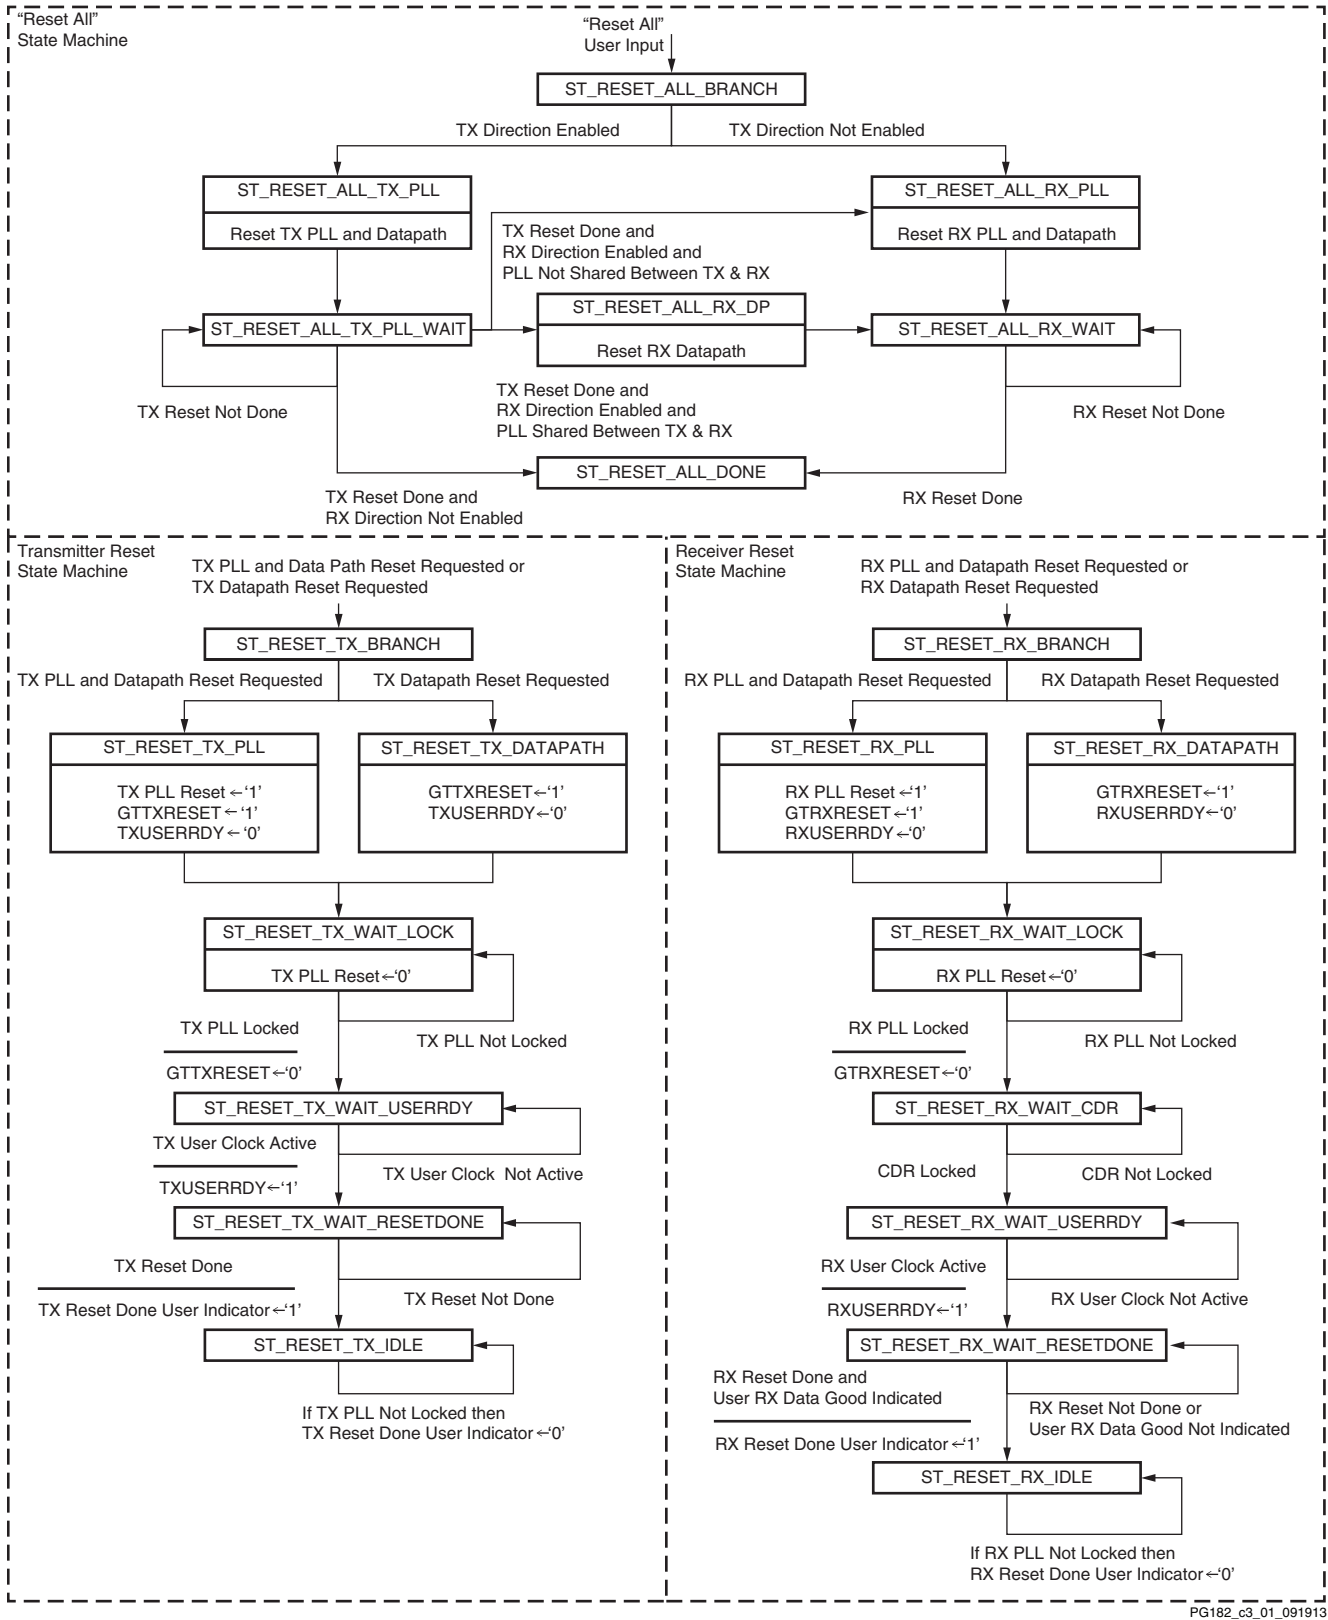 “Reset All”
State Machine
“Reset All”
User Input
ST_RESET_ALL_BRANCH
TX Direction Enabled
TX Direction Not Enabled
ST_RESET_ALL_TX_PLL
Reset TX PLL and Datapath
ST_RESET_ALL_RX_PLL
Reset RX PLL and Datapath
TX Reset Done and
RX Direction Enabled and
PLL Not Shared Between TX & RX
ST_RESET_ALL_TX_PLL_WAIT
ST_RESET_ALL_RX_DP
Reset RX Datapath
ST_RESET_ALL_RX_WAIT
TX Reset Not Done
TX Reset Done and
RX Direction Enabled and
PLL Shared Between TX & RX
RX Reset Not Done
ST_RESET_ALL_DONE
TX Reset Done and
RX Direction Not Enabled
RX Reset Done
Transmitter Reset
State Machine
TX PLL and Data Path Reset Requested or
TX Datapath Reset Requested
ST_RESET_TX_BRANCH
TX PLL and Datapath Reset Requested
TX Datapath Reset Requested
ST_RESET_TX_PLL
TX PLL Reset←‘1’
GTTXRESET←‘1’
TXUSERRDY←‘0’
ST_RESET_TX_DATAPATH
GTTXRESET←‘1’
TXUSERRDY←‘0’
ST_RESET_TX_WAIT_LOCK
TX PLL Reset←‘0’
TX PLL Locked
GTTXRESET←‘0’
TX PLL Not Locked
ST_RESET_TX_WAIT_USERRDY
TX User Clock Active
TXUSERRDY←‘1’
TX User Clock Not Active
ST_RESET_TX_WAIT_RESETDONE
TX Reset Done
TX Reset Done User Indicator←‘1’
TX Reset Not Done
ST_RESET_TX_IDLE
If TX PLL Not Locked then
TX Reset Done User Indicator←‘0’
Receiver Reset
State Machine
RX PLL and Datapath Reset Requested or
RX Datapath Reset Requested
ST_RESET_RX_BRANCH
RX PLL and Datapath Reset Requested
RX Datapath Reset Requested
ST_RESET_RX_PLL
RX PLL Reset←‘1’
GTRXRESET←‘1’
RXUSERRDY←‘0’
ST_RESET_RX_DATAPATH
GTRXRESET←‘1’
RXUSERRDY←‘0’
ST_RESET_RX_WAIT_LOCK
RX PLL Reset←‘0’
RX PLL Locked
GTRXRESET←‘0’
RX PLL Not Locked
ST_RESET_RX_WAIT_CDR
CDR Locked
CDR Not Locked
ST_RESET_RX_WAIT_USERRDY
RX User Clock Active
RXUSERRDY←‘1’
RX User Clock Not Active
ST_RESET_RX_WAIT_RESETDONE
RX Reset Done and
User RX Data Good Indicated
RX Reset Done User Indicator←‘1’
RX Reset Not Done or
User RX Data Good Not Indicated
ST_RESET_RX_IDLE
If RX PLL Not Locked then
RX Reset Done User Indicator←‘0’
PG182_c3_01_091913